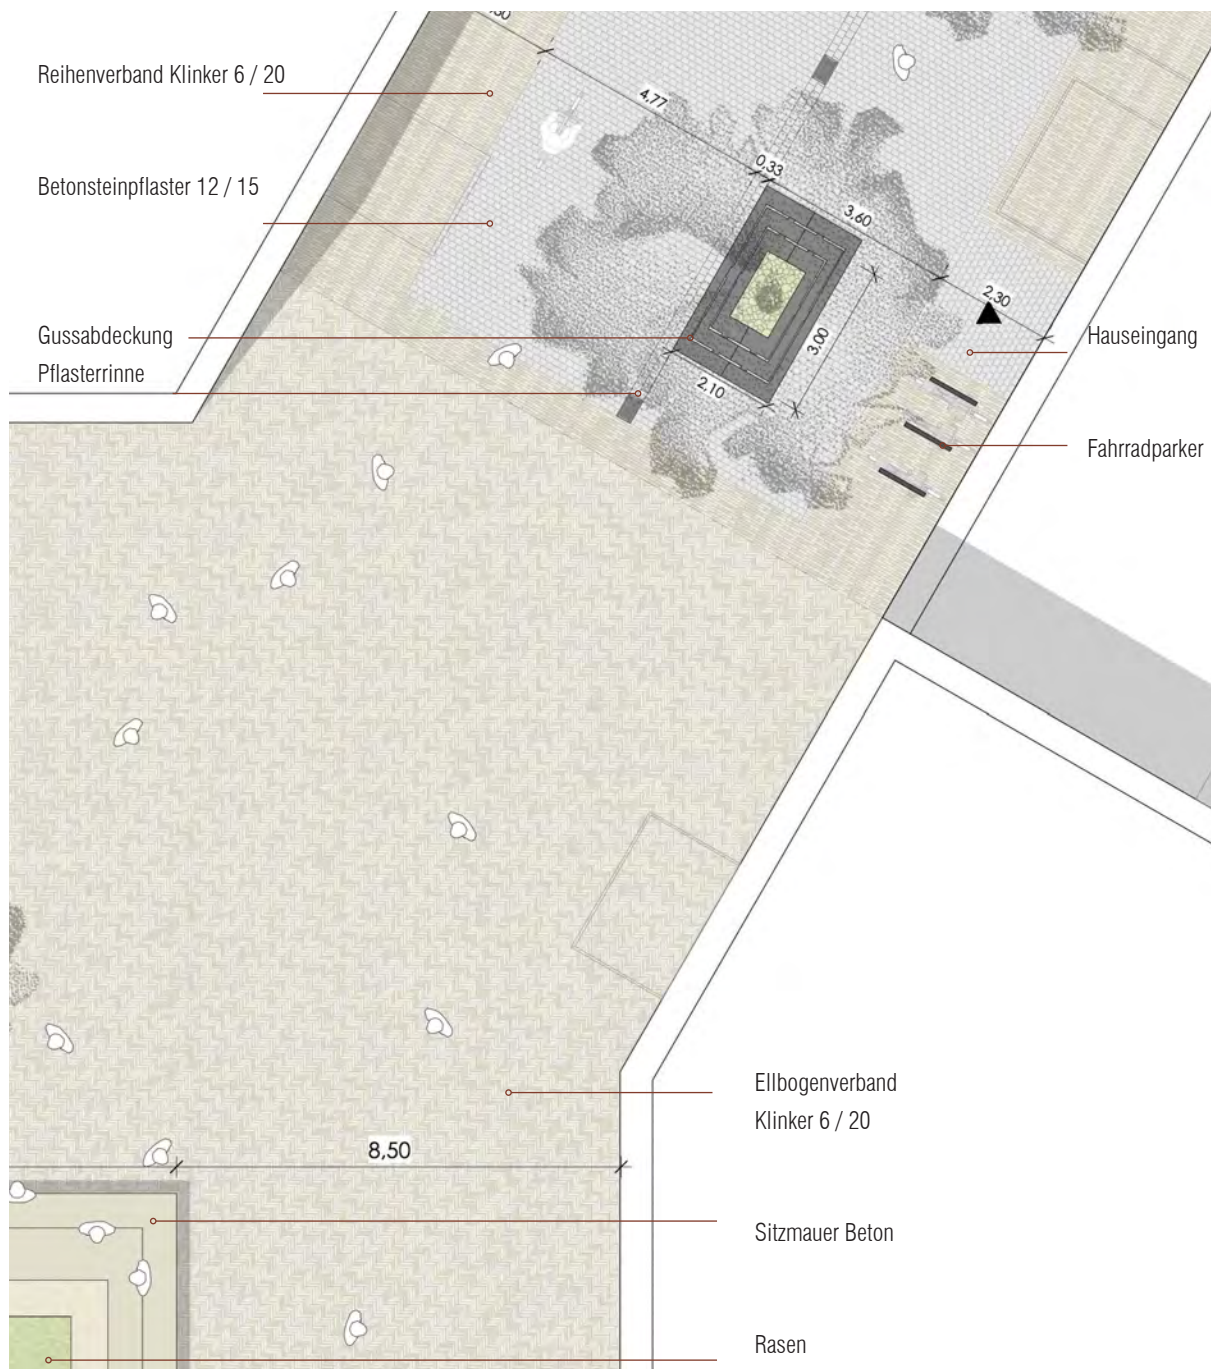 Reihenverband Klinker 6 / 20
4,77
Betonsteinpflaster 12 / 15
0,33
3,60
2,30
Gussabdeckung
Hauseingang
3,00
Pflasterrinne
2,10
Fahrradparker
Ellbogenverband
Klinker 6 / 20
8,50
Sitzmauer Beton
Rasen